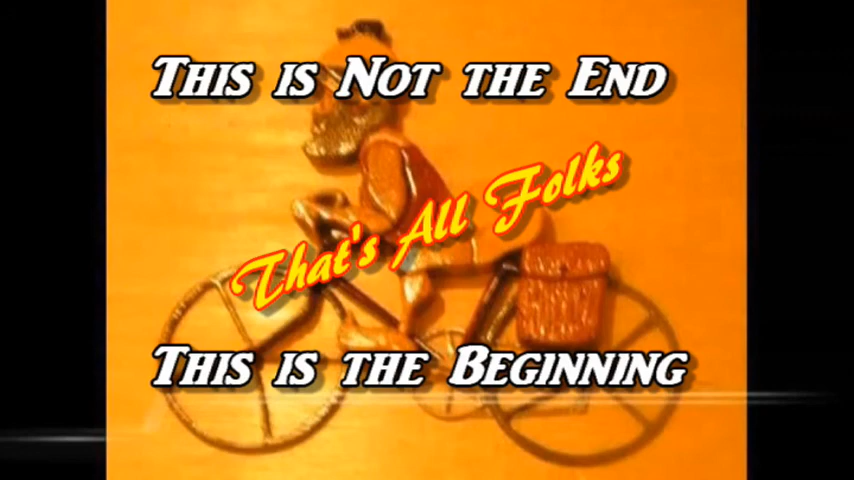 This is Not the End
That's All Folks
This is the Beginning